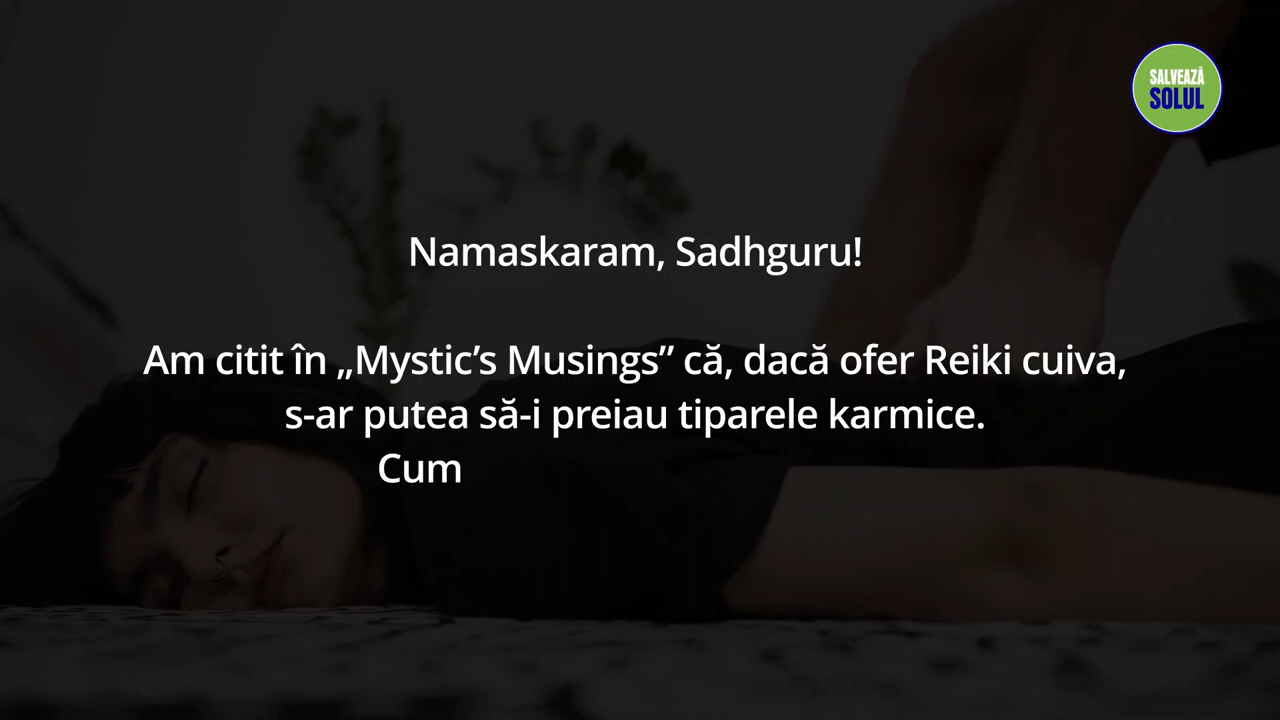 SALVEAZĂ
SOLUL
Namaskaram, Sadhguru!
Am citit în „Mystic’s Musings” că, dacă ofer Reiki cuiva,
s-ar putea să-i preiau tiparele karmice.
Cum